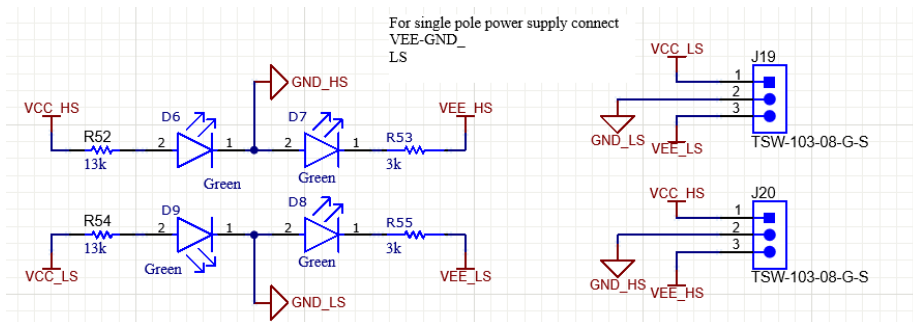 For single pole power supply connect
VEE-GND_
LS
VCC_LS
J19
1
2
3
GND_LS
VEE_LS
TSW-103-08-G-S
GND_HS
VCC_HS
D6
D7
VEE_HS
R52
2
1
2
1
R53
13k
Green
Green
3k
VCC_HS
J20
1
2
3
GND_HS
VEE_HS
TSW-103-08-G-S
R54
D9
D8
R55
2
1
2
1
13k
Green
Green
3k
VCC_LS
VEE_LS
GND_LS